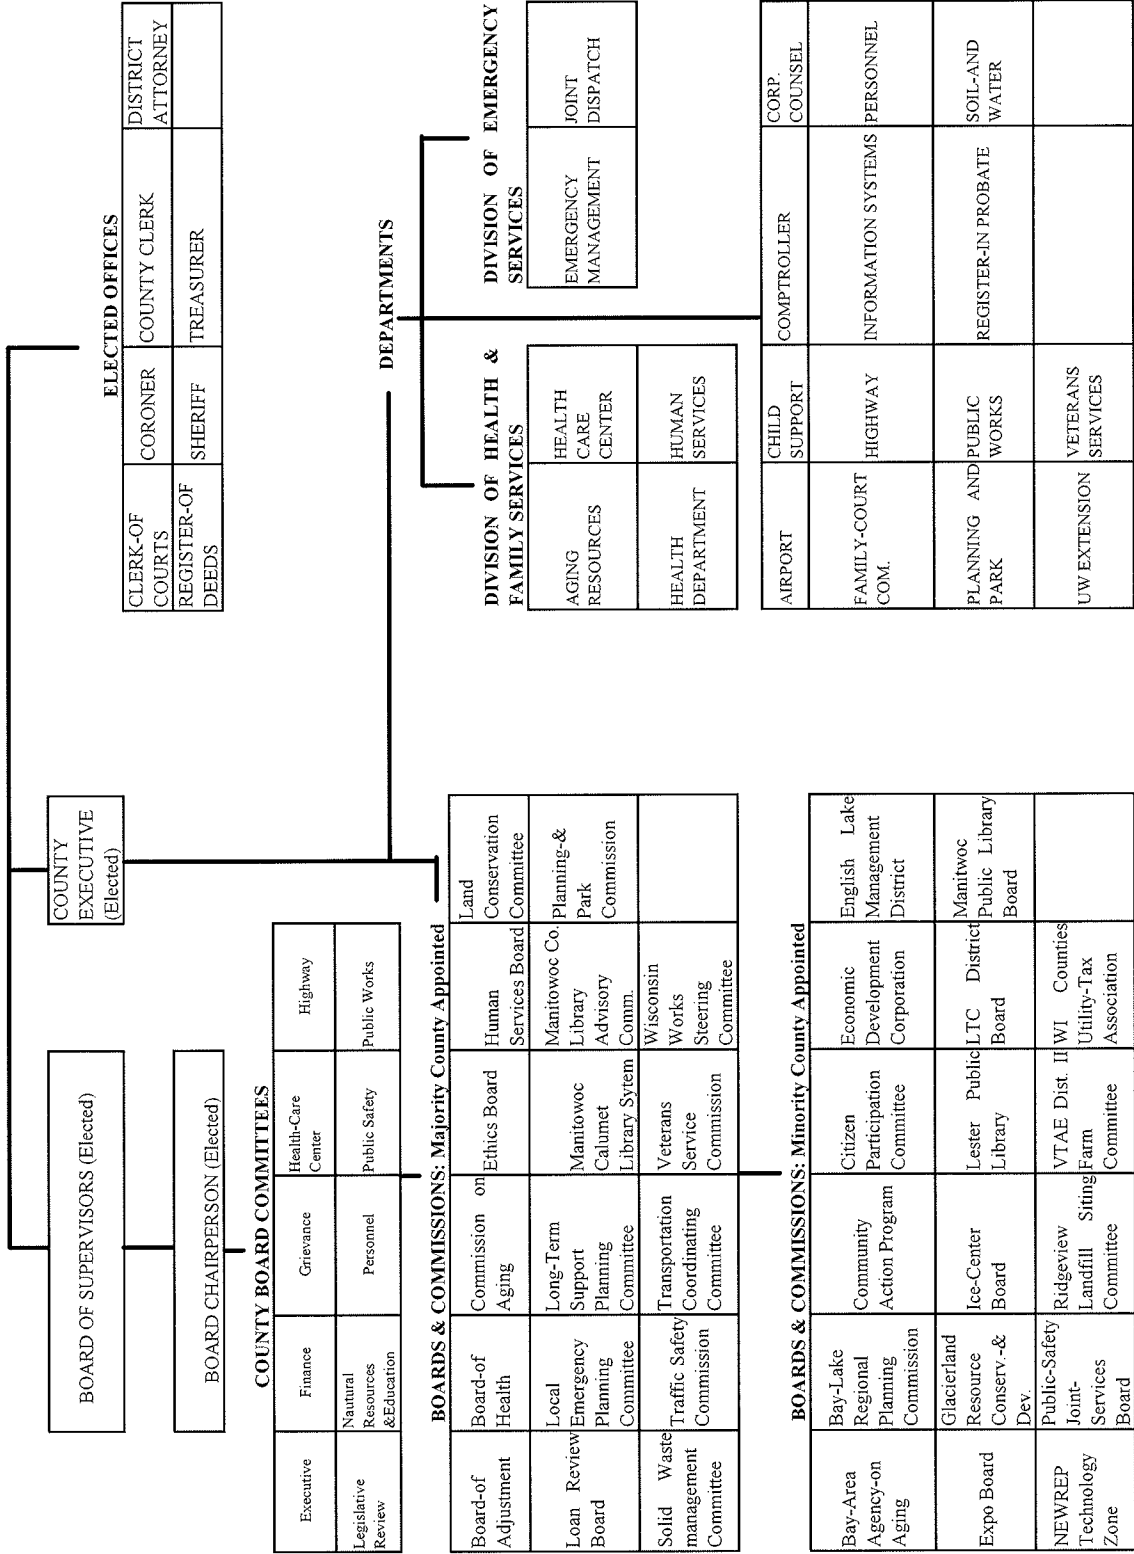 BOARD OF SUPERVISORS (Elected)
COUNTY
EXECUTIVE
(Elected)
BOARD CHAIRPERSON (Elected)
ELECTED OFFICES
CLERK-OF
COURTS
CORONER
COUNTY CLERK
DISTRICT
ATTORNEY
REGISTER-OF
DEEDS
SHERIFF
TREASURER
COUNTY BOARD COMMITTEES
Executive
Finance
Grievance
Health-Care
Center
Highway
Legislative
Review
Nautural
Resources
&Education
Personnel
Public Safety
Public Works
BOARDS & COMMISSIONS: Majority County Appointed
Board-of
Adjustment
Board-of
Health
Commission on
Aging
Ethics Board
Human
Services Board
Land
Conservation
Committee
Loan Review
Board
Local
Emergency
Planning
Committee
Long-Term
Support
Planning
Committee
Manitowoc
Calumet
Library Sytem
Manitowoc Co.
Library
Advisory
Comm.
Planning-&
Park
Commission
Solid Waste
management
Committee
Traffic Safety
Commission
Transportation
Coordinating
Committee
Veterans
Service
Commission
Wisconsin
Works
Steering
Committee
BOARDS & COMMISSIONS: Minority County Appointed
Bay-Area
Agency-on
Aging
Bay-Lake
Regional
Planning
Commission
Community
Action Program
Citizen
Participation
Committee
Economic
Development
Corporation
English Lake
Management
District
Expo Board
Glacierland
Resource
Conserv.-&
Dev.
Ice-Center
Board
Lester Public
Library
LTC District
Board
Manitwoc
Public Library
Board
NEWREP
Technology
Zone
Public-Safety
Joint-
Services
Board
Ridgeview
Landfill Siting
Committee
VTAE Dist. II
Farm
Committee
WI Counties
Utility-Tax
Association
DEPARTMENTS
DIVISION OF HEALTH &
FAMILY SERVICES
AGING
RESOURCES
HEALTH
CARE
CENTER
HEALTH
DEPARTMENT
HUMAN
SERVICES
DIVISION OF EMERGENCY
SERVICES
EMERGENCY
MANAGEMENT
JOINT
DISPATCH
AIRPORT
CHILD
SUPPORT
COMPTROLLER
CORP.
COUNSEL
FAMILY-COURT
COM.
HIGHWAY
INFORMATION SYSTEMS
PERSONNEL
PLANNING AND
PARK
PUBLIC
WORKS
REGISTER-IN PROBATE
SOIL-AND
WATER
UW EXTENSION
VETERANS
SERVICES